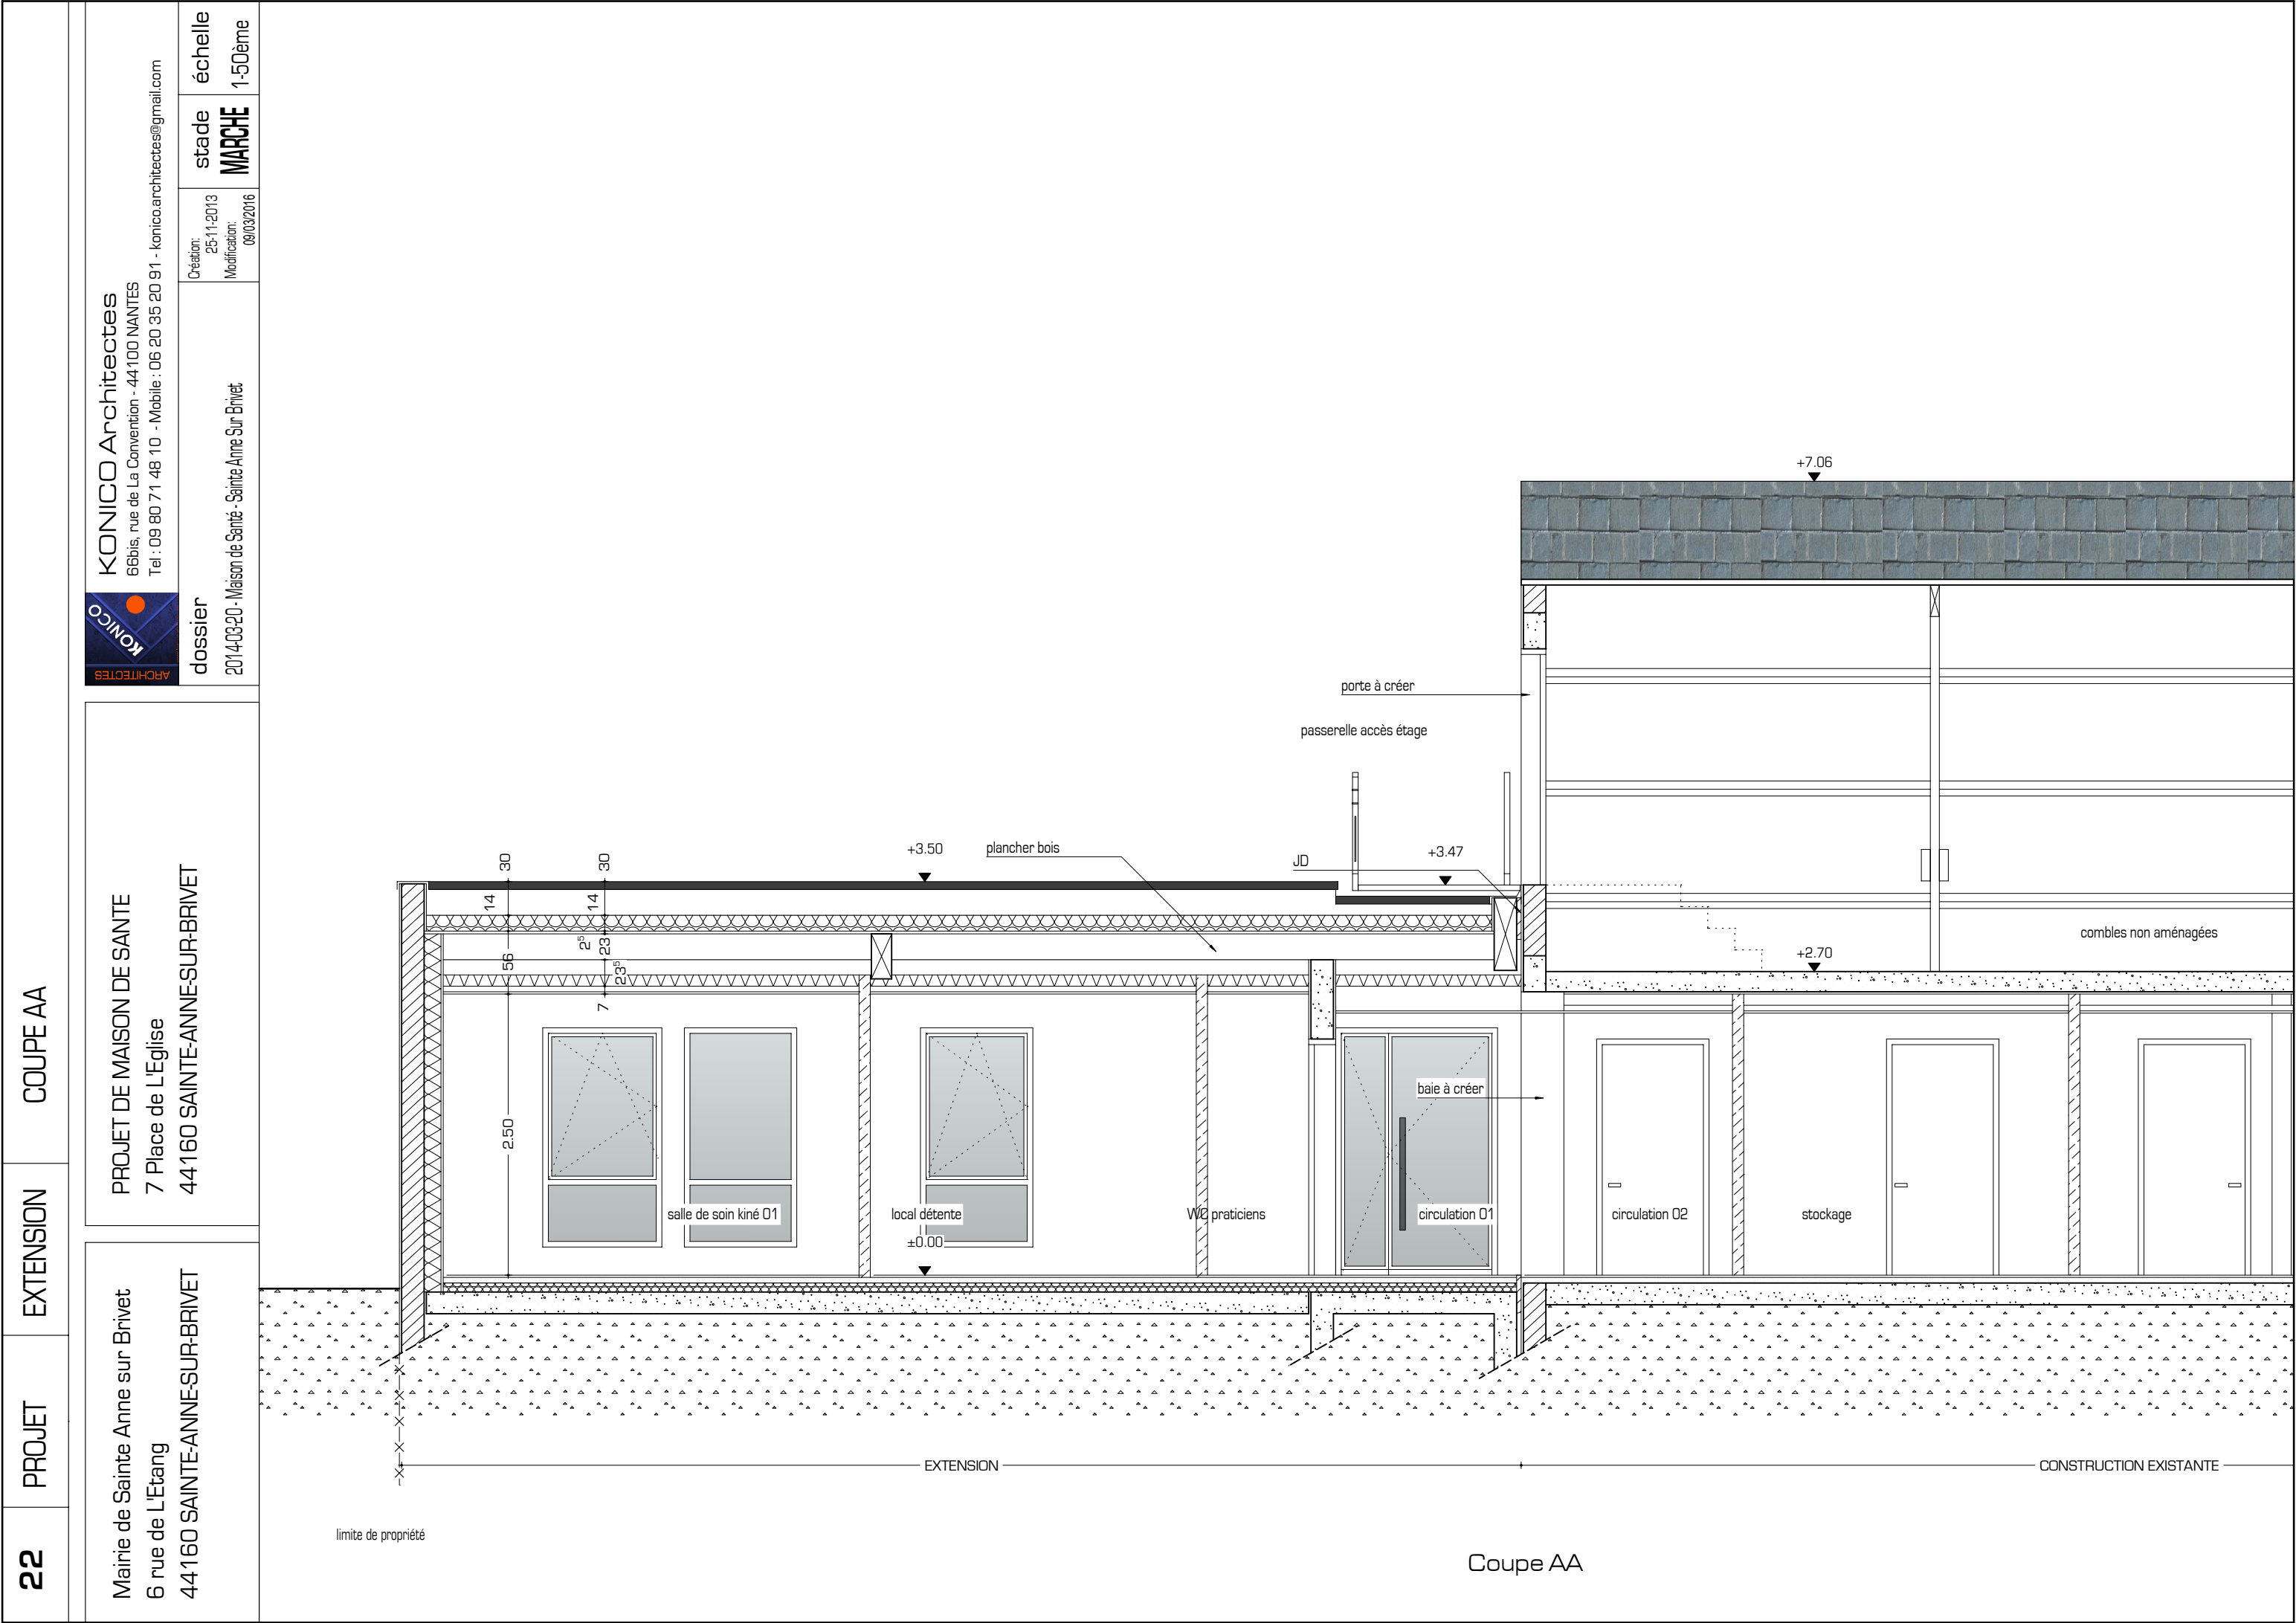 22
PROJET
EXTENSION
COUPE AA
Mairie de Sainte Anne sur Brivet
6 rue de L'Etang
44160 SAINTE-ANNE-SUR-BRIVET
PROJET DE MAISON DE SANTE
7 Place de L'Eglise
44160 SAINTE-ANNE-SUR-BRIVET
KONICO
ARCHITECTES
KONICO Architectes
66bis, rue de La Convention - 44100 NANTES
Tel : 09 80 71 48 10 - Mobile : 06 20 35 20 91 - konico.architectes@gmail.com
dossier
2014-03-20 - Maison de Santé - Sainte Anne Sur Brivet
Création:
25-11-2013
Modification:
09/03/2016
stade
MARCHE
échelle
1-50ème
+7.06
porte à créer
passerelle accès étage
+3.50
plancher bois
JD
+3.47
30
30
14
14
56
2⁵
23
23⁵
7
2.50
combles non aménagées
+2.70
baie à créer
salle de soin kiné 01
local détente
WC praticiens
circulation 01
circulation 02
stockage
±0.00
EXTENSION
CONSTRUCTION EXISTANTE
limite de propriété
Coupe AA